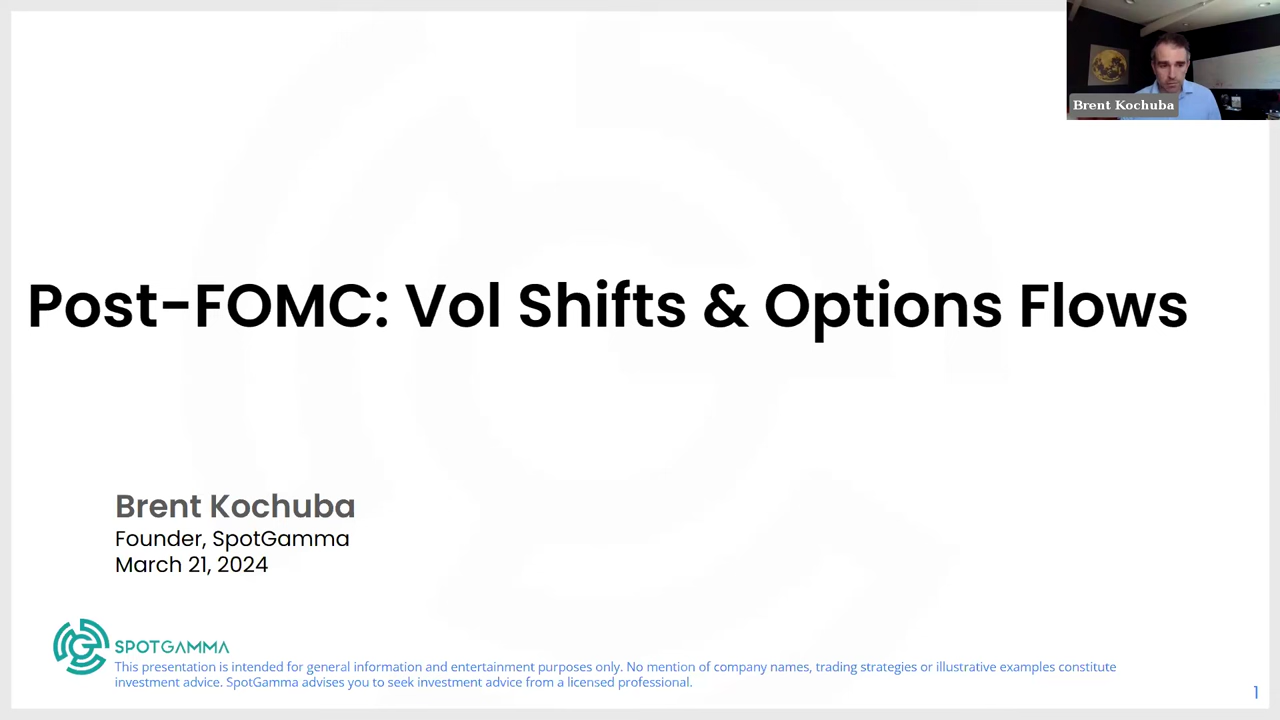 Brent Kochuba
Post-FOMC: Vol Shifts & Options Flows
Brent Kochuba
Founder, SpotGamma
March 21, 2024
SPOTGAMMA
This presentation is intended for general information and entertainment purposes only. No mention of company names, trading strategies or illustrative examples constitute
investment advice. SpotGamma advises you to seek investment advice from a licensed professional.
1